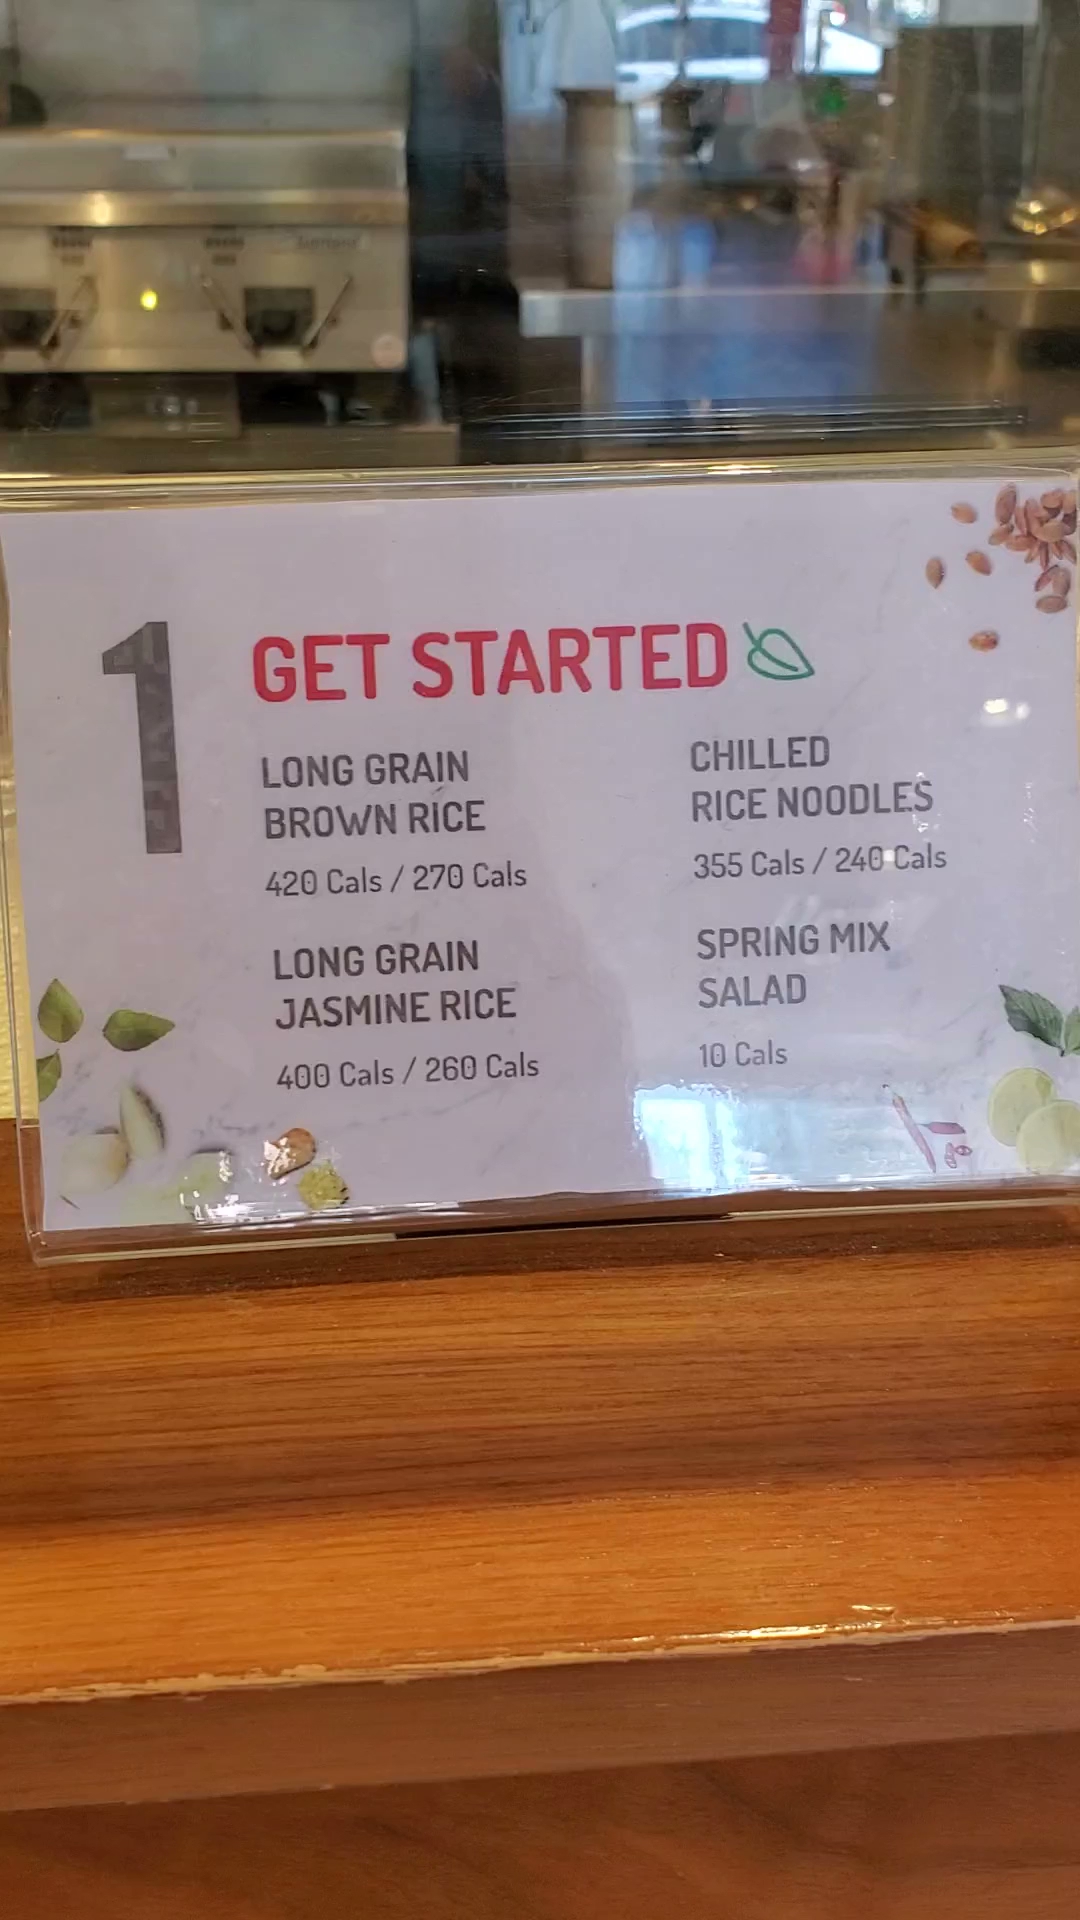 1
GET STARTED
LONG GRAIN
BROWN RICE
420 Cals / 270 Cals
LONG GRAIN
JASMINE RICE
400 Cals / 260 Cals
CHILLED
RICE NOODLES
355 Cals / 240 Cals
SPRING MIX
SALAD
10 Cals